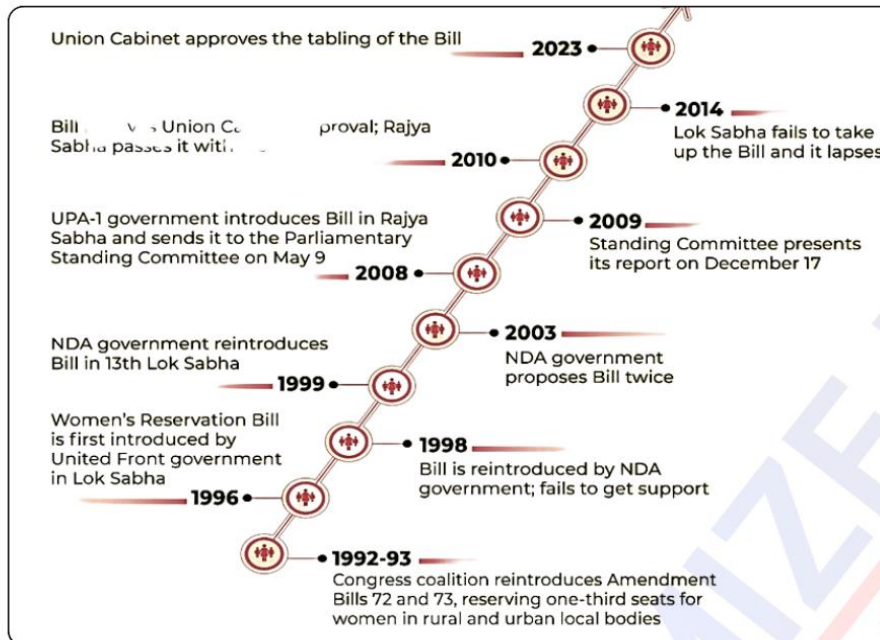 Union Cabinet approves the tabling of the Bill
2023
2014
Lok Sabha fails to take
up the Bill and it lapses
Bill Union
Sabha passes it
Rajya
2010
UPA-1 government introduces Bill in Rajya
Sabha and sends it to the Parliamentary
Standing Committee on May 9
2008
2009
Standing Committee presents
its report on December 17
NDA government reintroduces
Bill in 13th Lok Sabha
1999
2003
NDA government
proposes Bill twice
Women's Reservation Bill
is first introduced by
United Front government
in Lok Sabha
1996
1998
Bill is reintroduced by NDA
government; fails to get support
1992-93
Congress coalition reintroduces Amendment
Bills 72 and 73, reserving one-third seats for
women in rural and urban local bodies